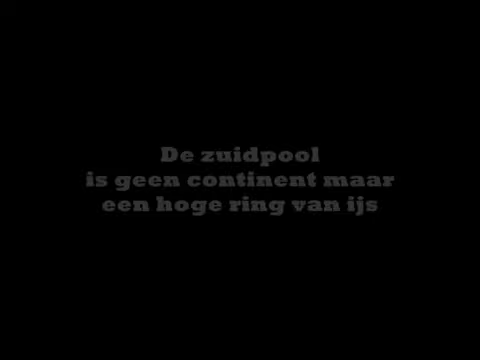 De zuidpool
is geen continent maar
een hoge ring van ijs